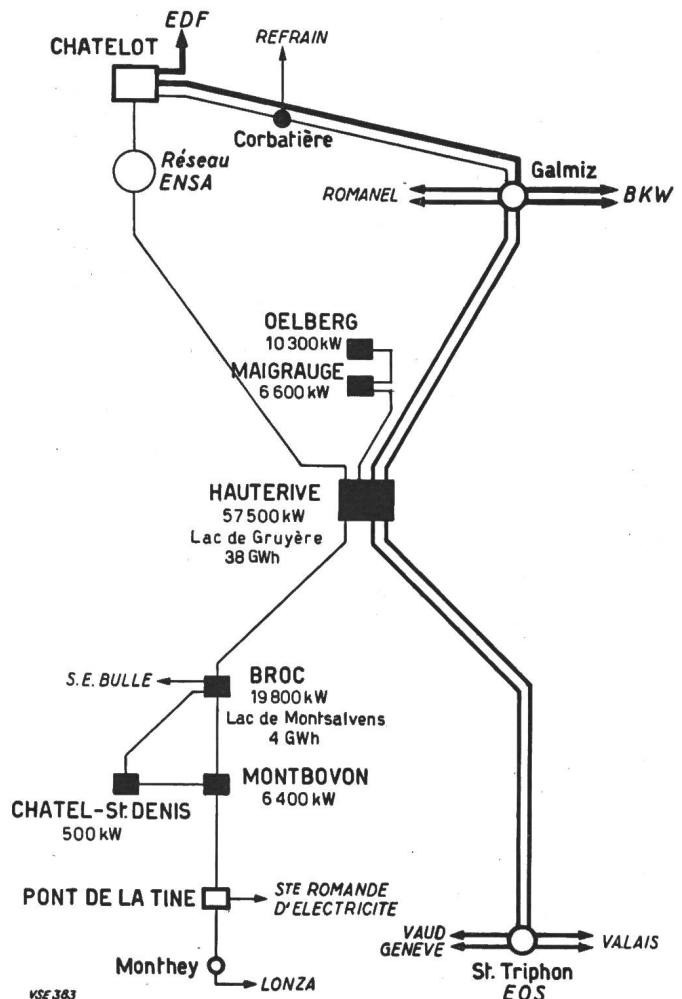 EDF
CHATELOT
REFRAIN
Corbatière
Réseau
ENSA
Galmiz
ROMANEL
BKW
OELBERG
10 300 kW
MAIGRAUGE
6 600 kW
HAUTERIVE
57 500 kW
Lac de Gruyère
38 GWh
S.E. BULLE
BROC
19 800 kW
Lac de Montsalvens
4 GWh
MONTBOVON
6 400 kW
CHATEL-St. DENIS
500 kW
PONT DE LA TINE
STE ROMANDE
D'ELECTRICITE
Monthey
LONZA
VAUD
GENEVE
VALAIS
St. Triphon
EOS
VSE 383